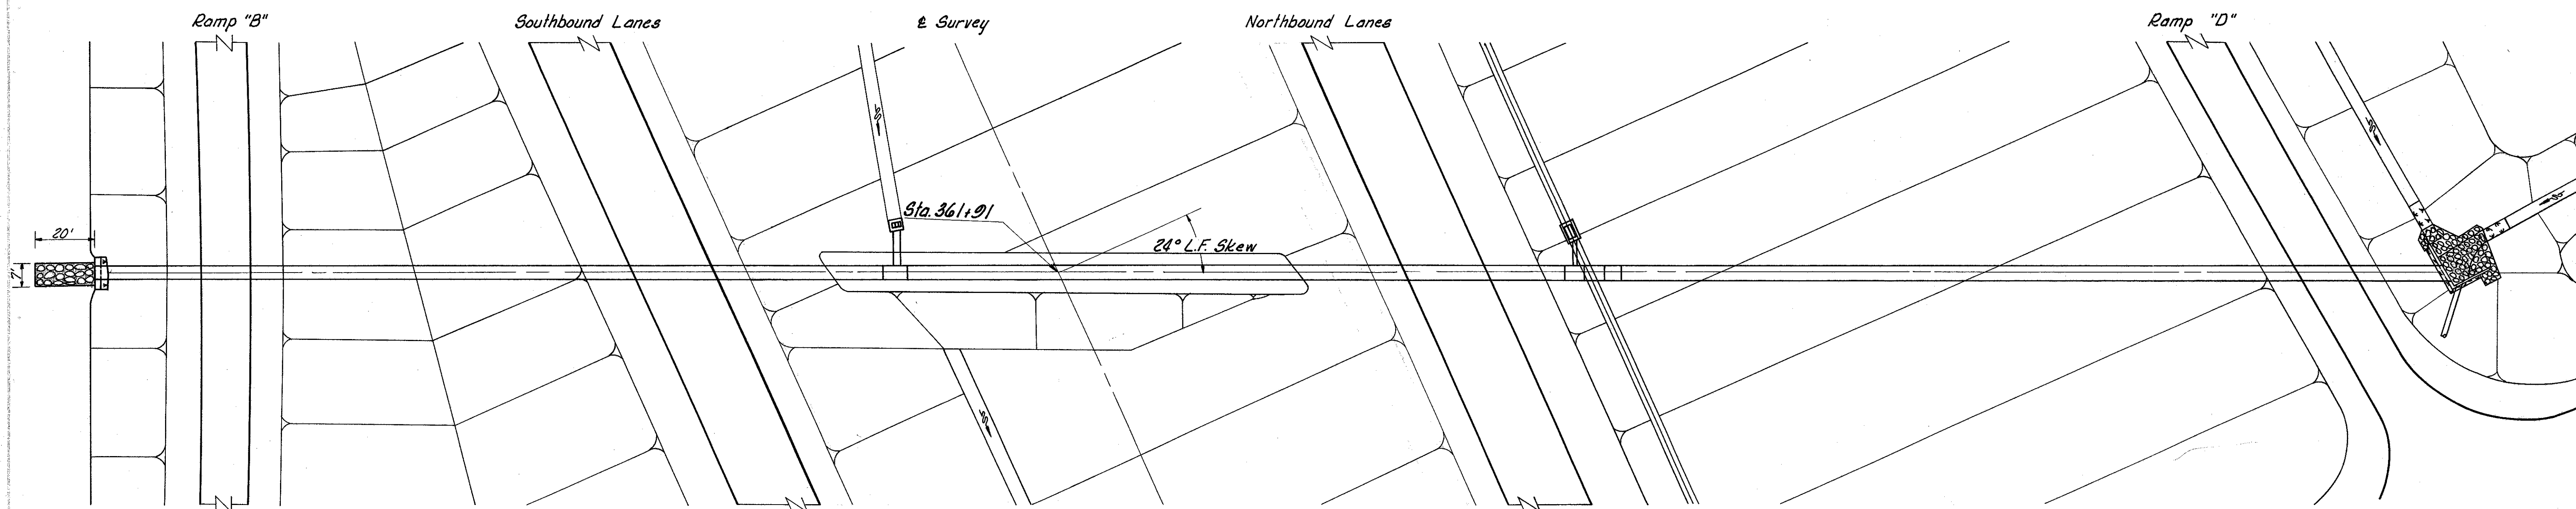 Ramp "B"
Southbound Lanes
℄ Survey
Northbound Lanes
Ramp "D"
Sta. 361+91
20'
24° L.F. Skew
7'